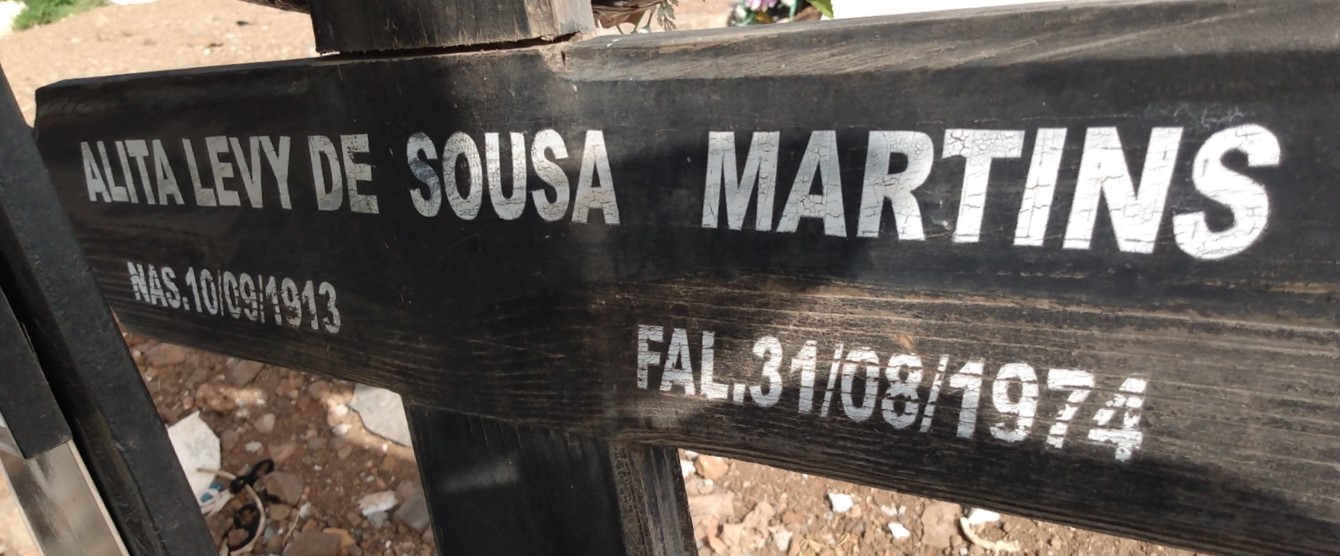 ALITA LEVY DE SOUSA MARTINS
NAS.10/09/1913
FAL.31/08/1974